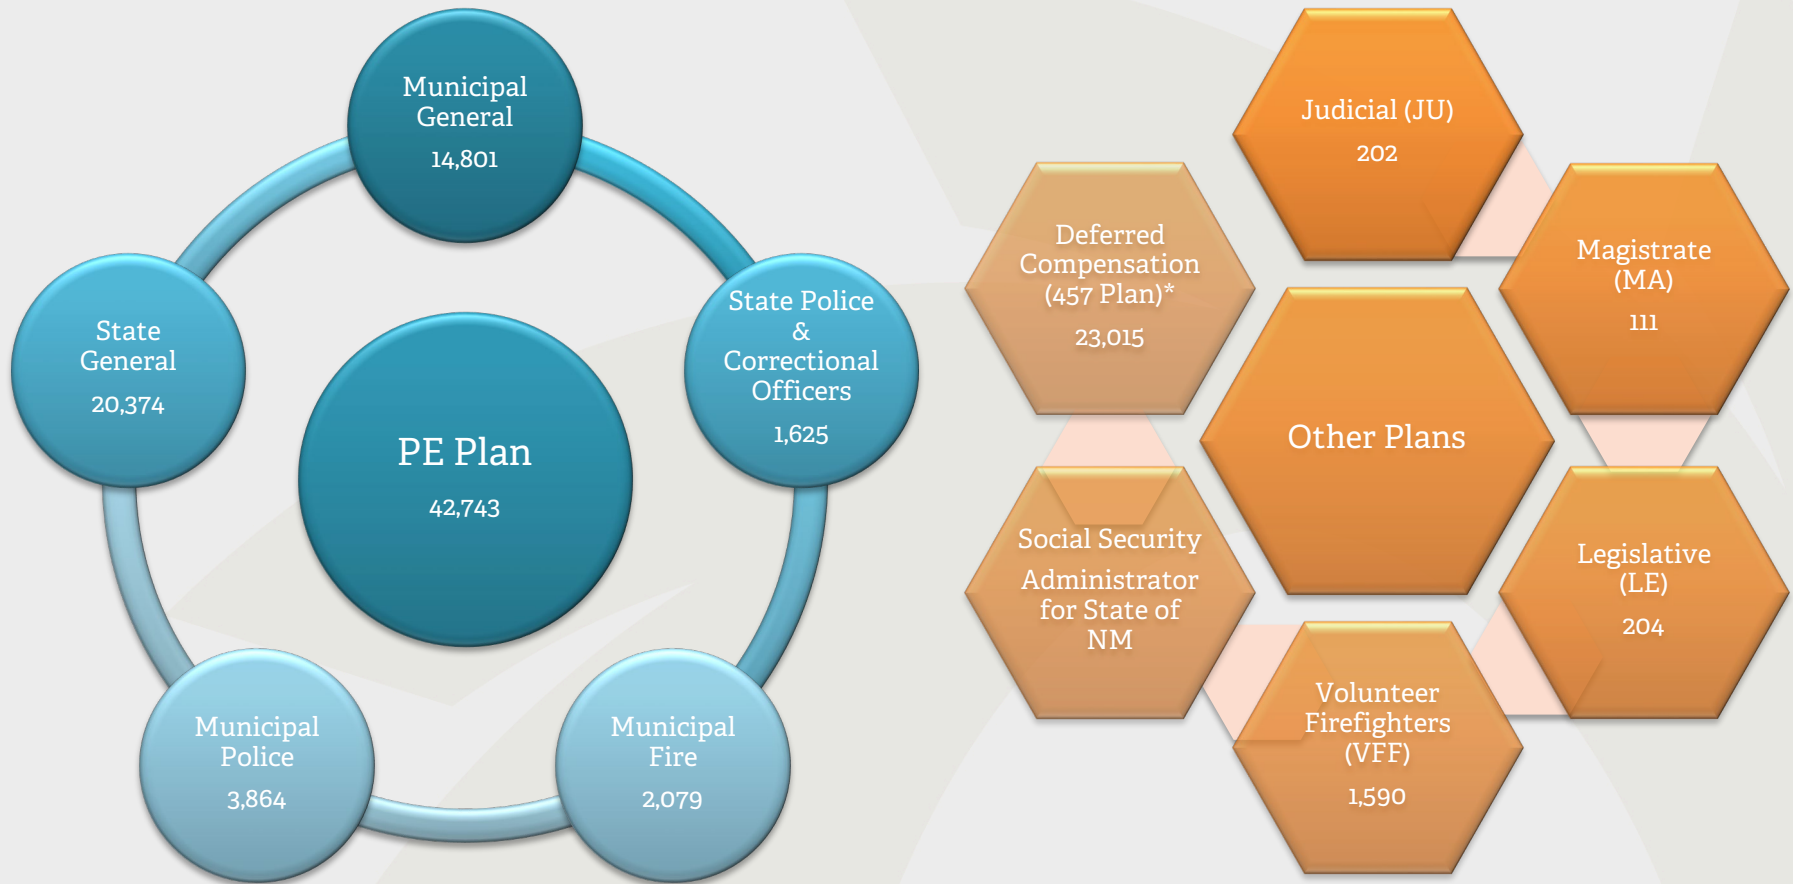 Municipal
General
14,801
State Police
&
Correctional
Officers
1,625
Municipal
Fire
2,079
Municipal
Police
3,864
State
General
20,374
PE Plan
42,743
Judicial (JU)
202
Magistrate
(MA)
111
Legislative
(LE)
204
Volunteer
Firefighters
(VFF)
1,590
Social Security
Administrator
for State of
NM
Deferred
Compensation
(457 Plan)*
23,015
Other Plans